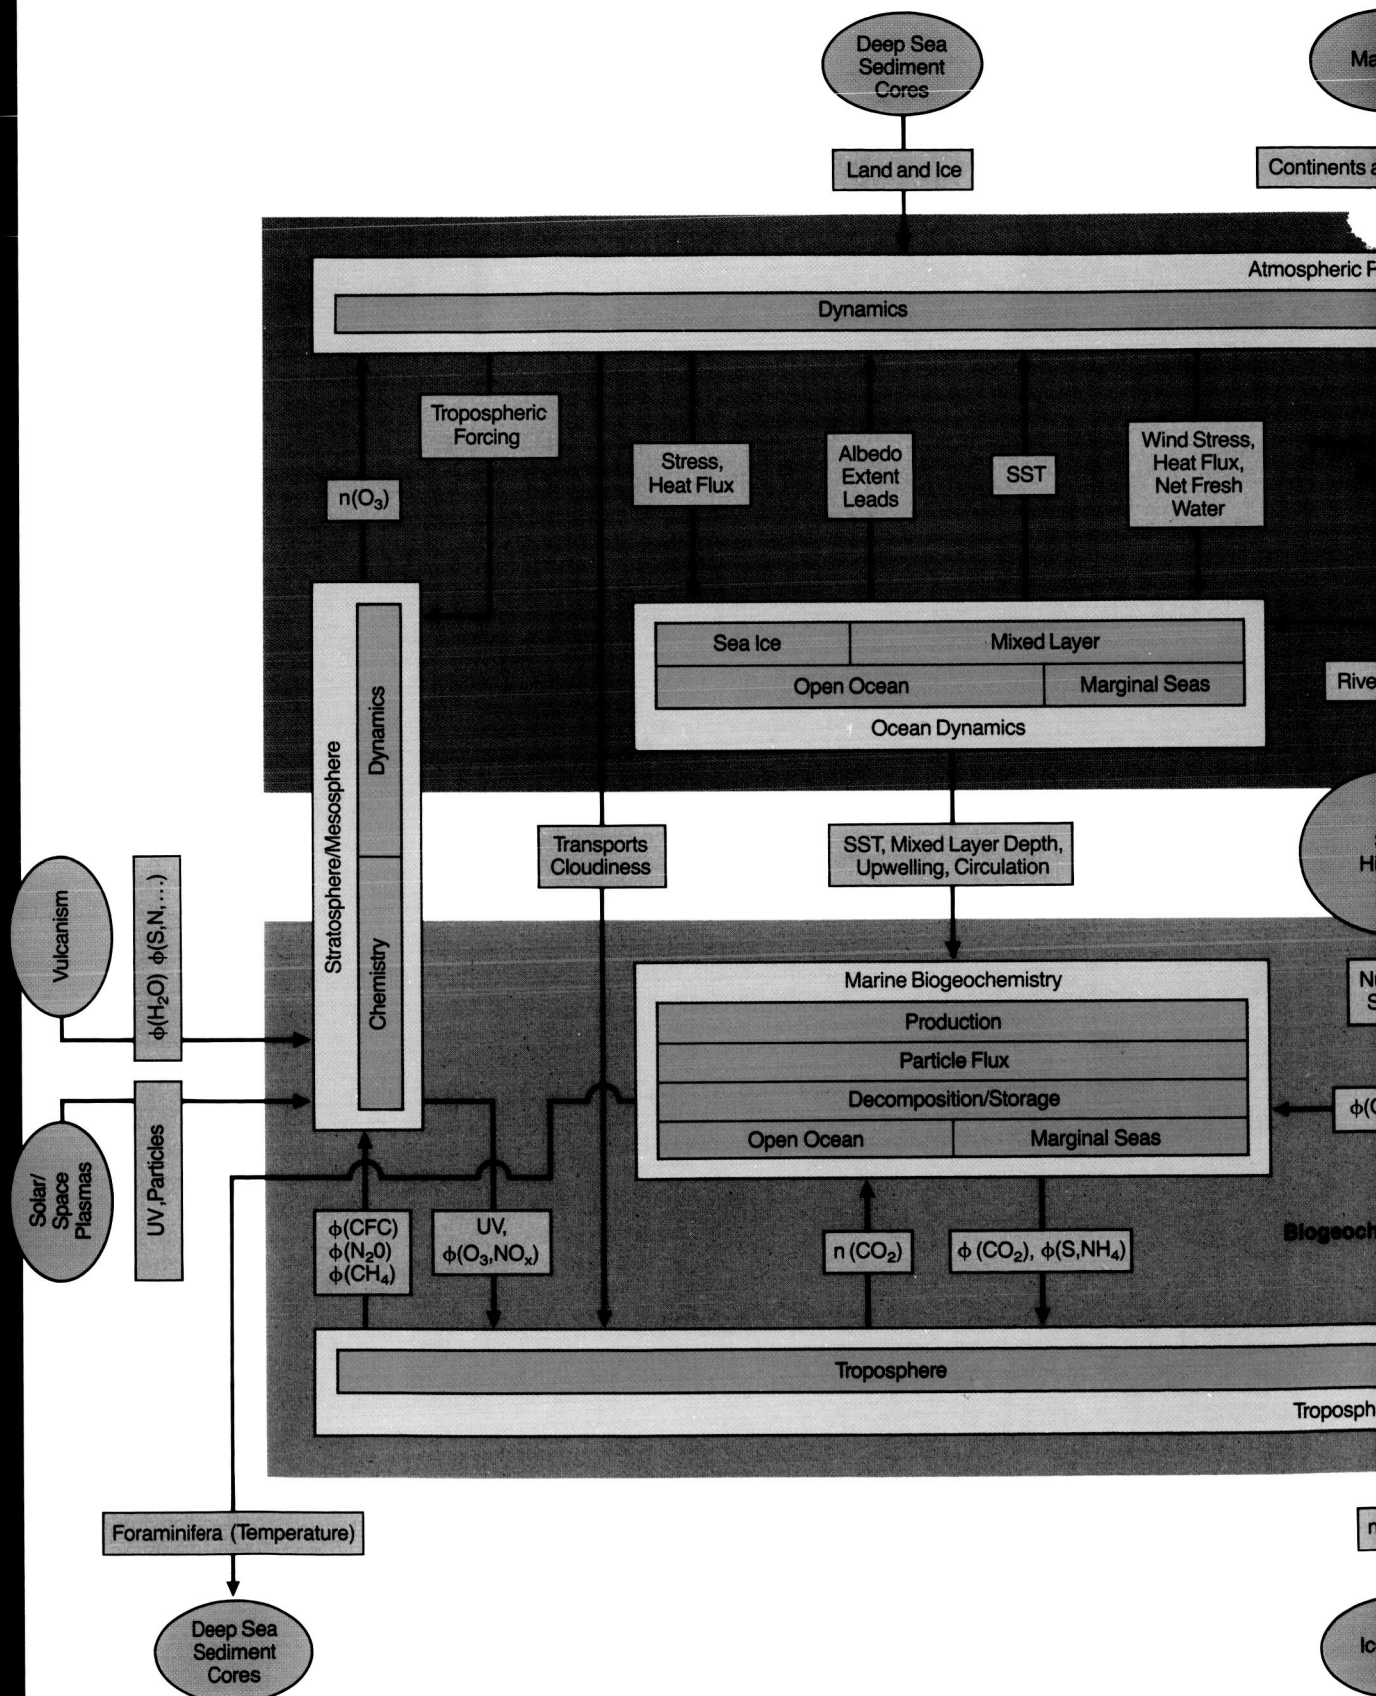 Deep Sea
Sediment
Cores
Ma
Land and Ice
Continents a
Atmospheric P
Dynamics
Tropospheric
Forcing
n(O₃)
Stress,
Heat Flux
Albedo
Extent
Leads
SST
Wind Stress,
Heat Flux,
Net Fresh
Water
Sea Ice
Mixed Layer
Open Ocean
Marginal Seas
Ocean Dynamics
Rive
Stratosphere/Mesosphere
Dynamics
Chemistry
Transports
Cloudiness
SST, Mixed Layer Depth,
Upwelling, Circulation
Hi
Vulcanism
ϕ(H₂O) ϕ(S,N,...)
Marine Biogeochemistry
Production
Particle Flux
Decomposition/Storage
Open Ocean
Marginal Seas
Nu
S
ϕ(C
Solar/
Space
Plasmas
UV,Particles
ϕ(CFC)
ϕ(N₂0)
ϕ(CH₄)
UV,
ϕ(O₃,NOₓ)
n (CO₂)
ϕ (CO₂), ϕ(S,NH₄)
Biogeoch
Troposphere
Troposph
Foraminifera (Temperature)
n
Deep Sea
Sediment
Cores
Ic